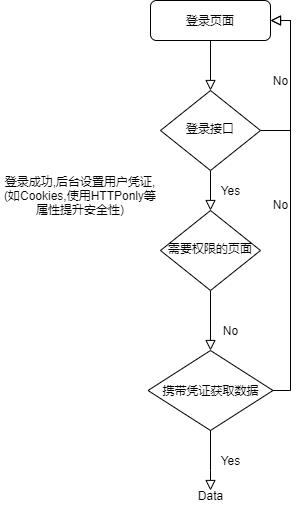 登录页面
No
登录接口
登录成功,后台设置用户凭证,
(如Cookies,使用HTTPonly等
属性提升安全性)
Yes
No
需要权限的页面
No
携带凭证获取数据
Yes
Data